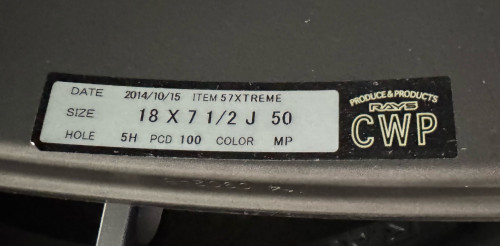 DATE 2014/10/15 ITEM 57XTREME
SIZE 18 X 7 1/2 J 50
HOLE 5H PCD 100 COLOR MP
PRODUCE & PRODUCTS
RAYS
CWP